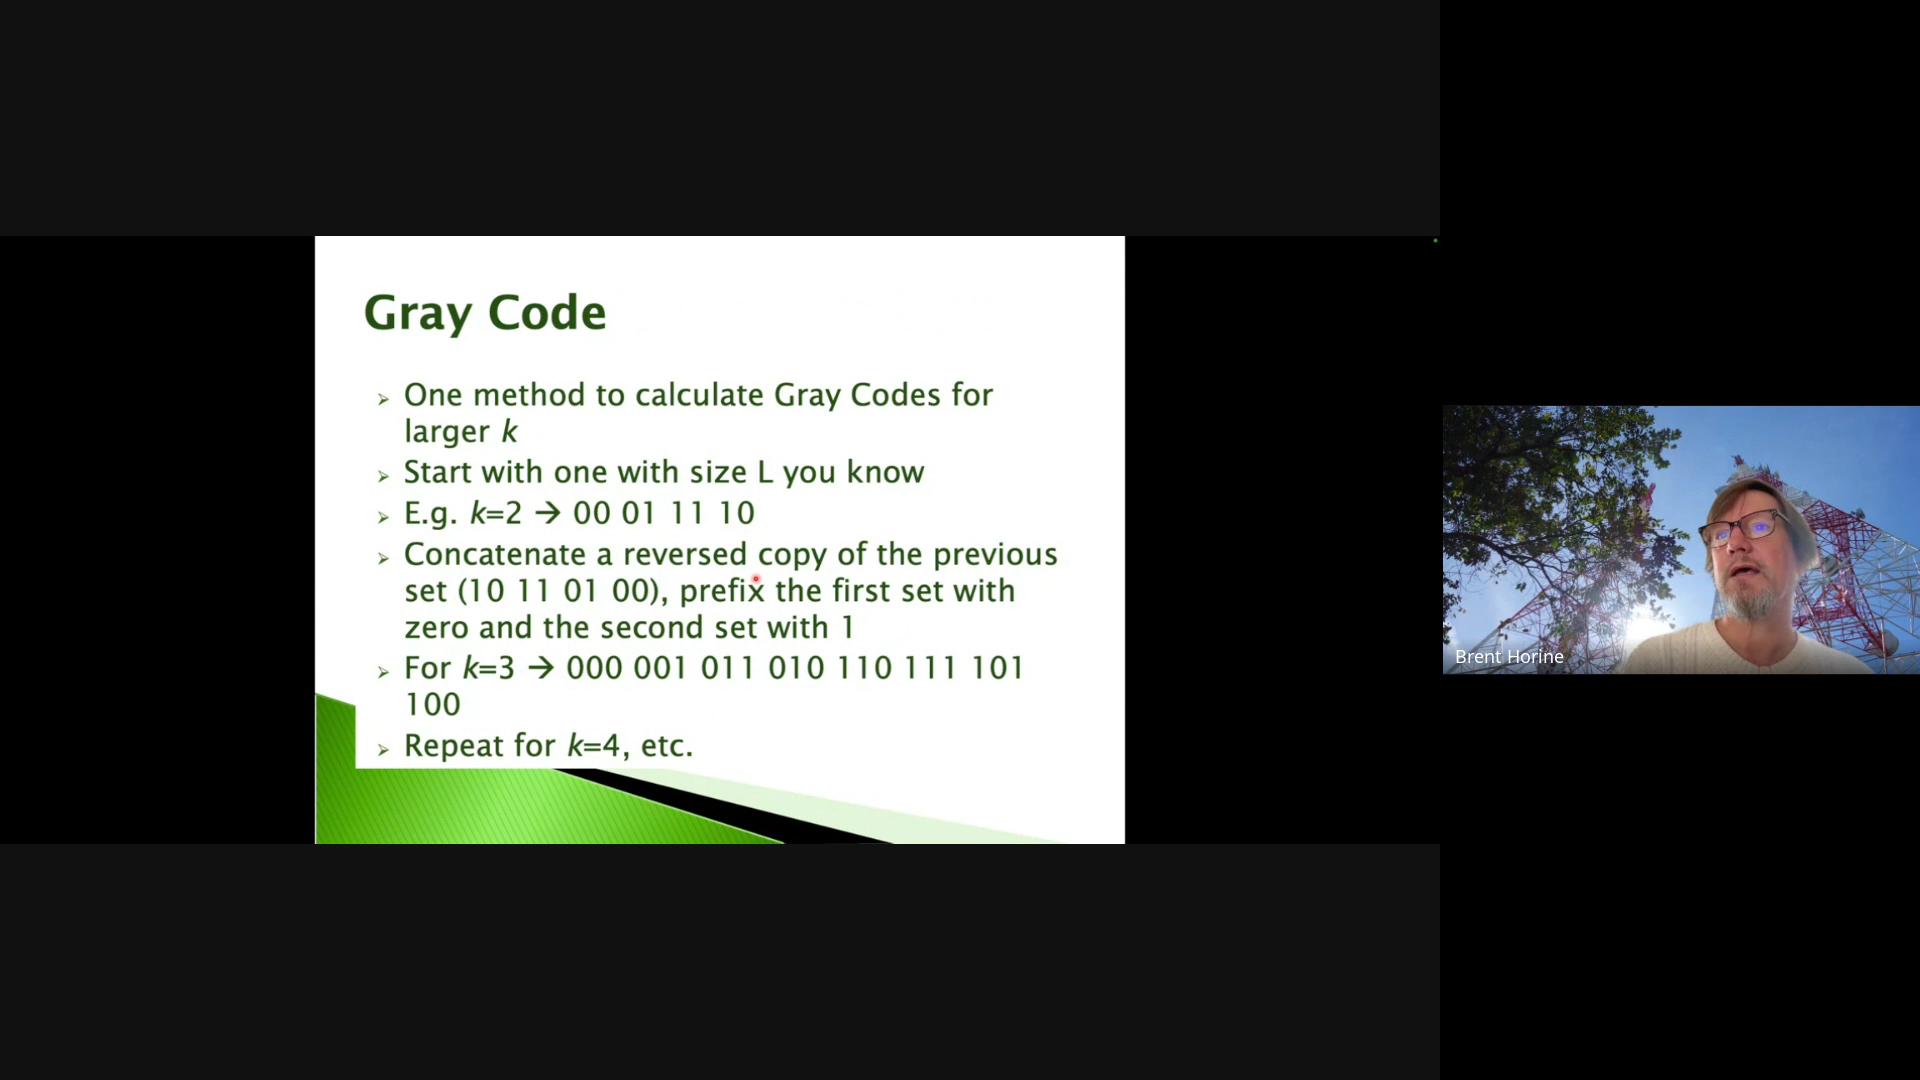 Gray Code
➢ One method to calculate Gray Codes for
larger k
➢ Start with one with size L you know
➢ E.g. k=2 → 00 01 11 10
➢ Concatenate a reversed copy of the previous
set (10 11 01 00), prefix the first set with
zero and the second set with 1
➢ For k=3 → 000 001 011 010 110 111 101
100
➢ Repeat for k=4, etc.
Brent Horine